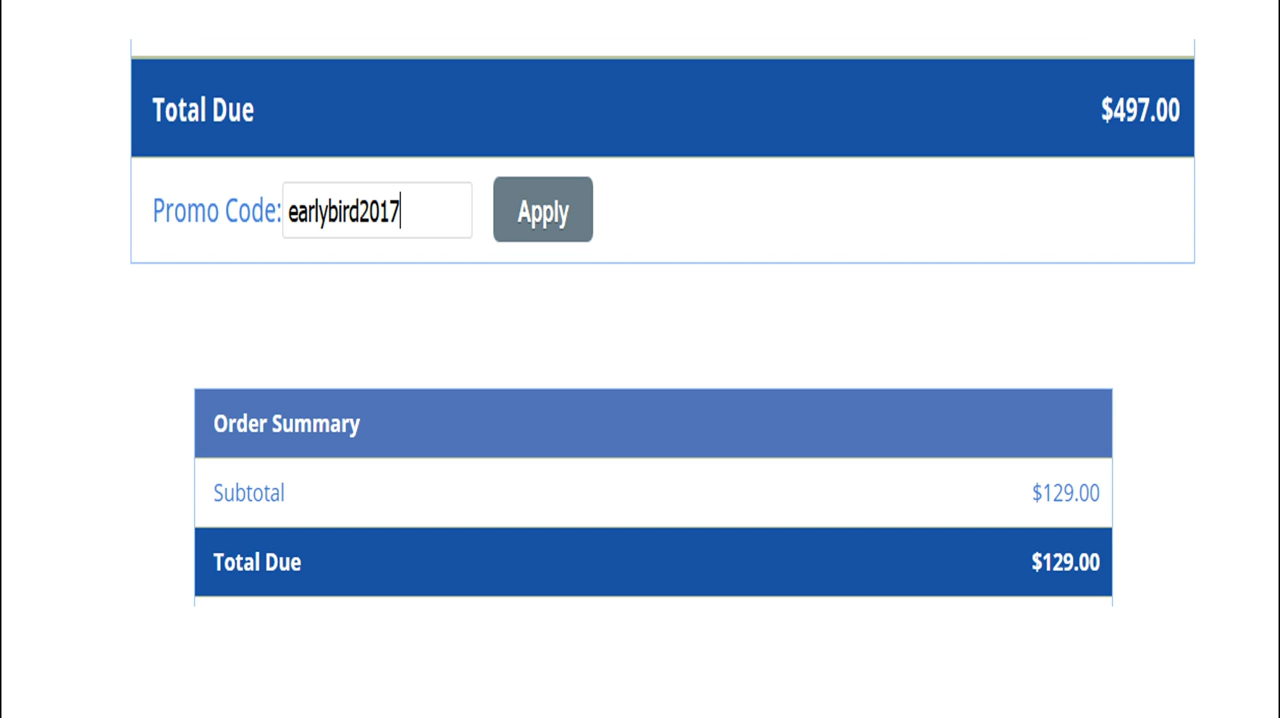 Total Due $497.00
Promo Code: earlybird2017 Apply
Order Summary
Subtotal $129.00
Total Due $129.00